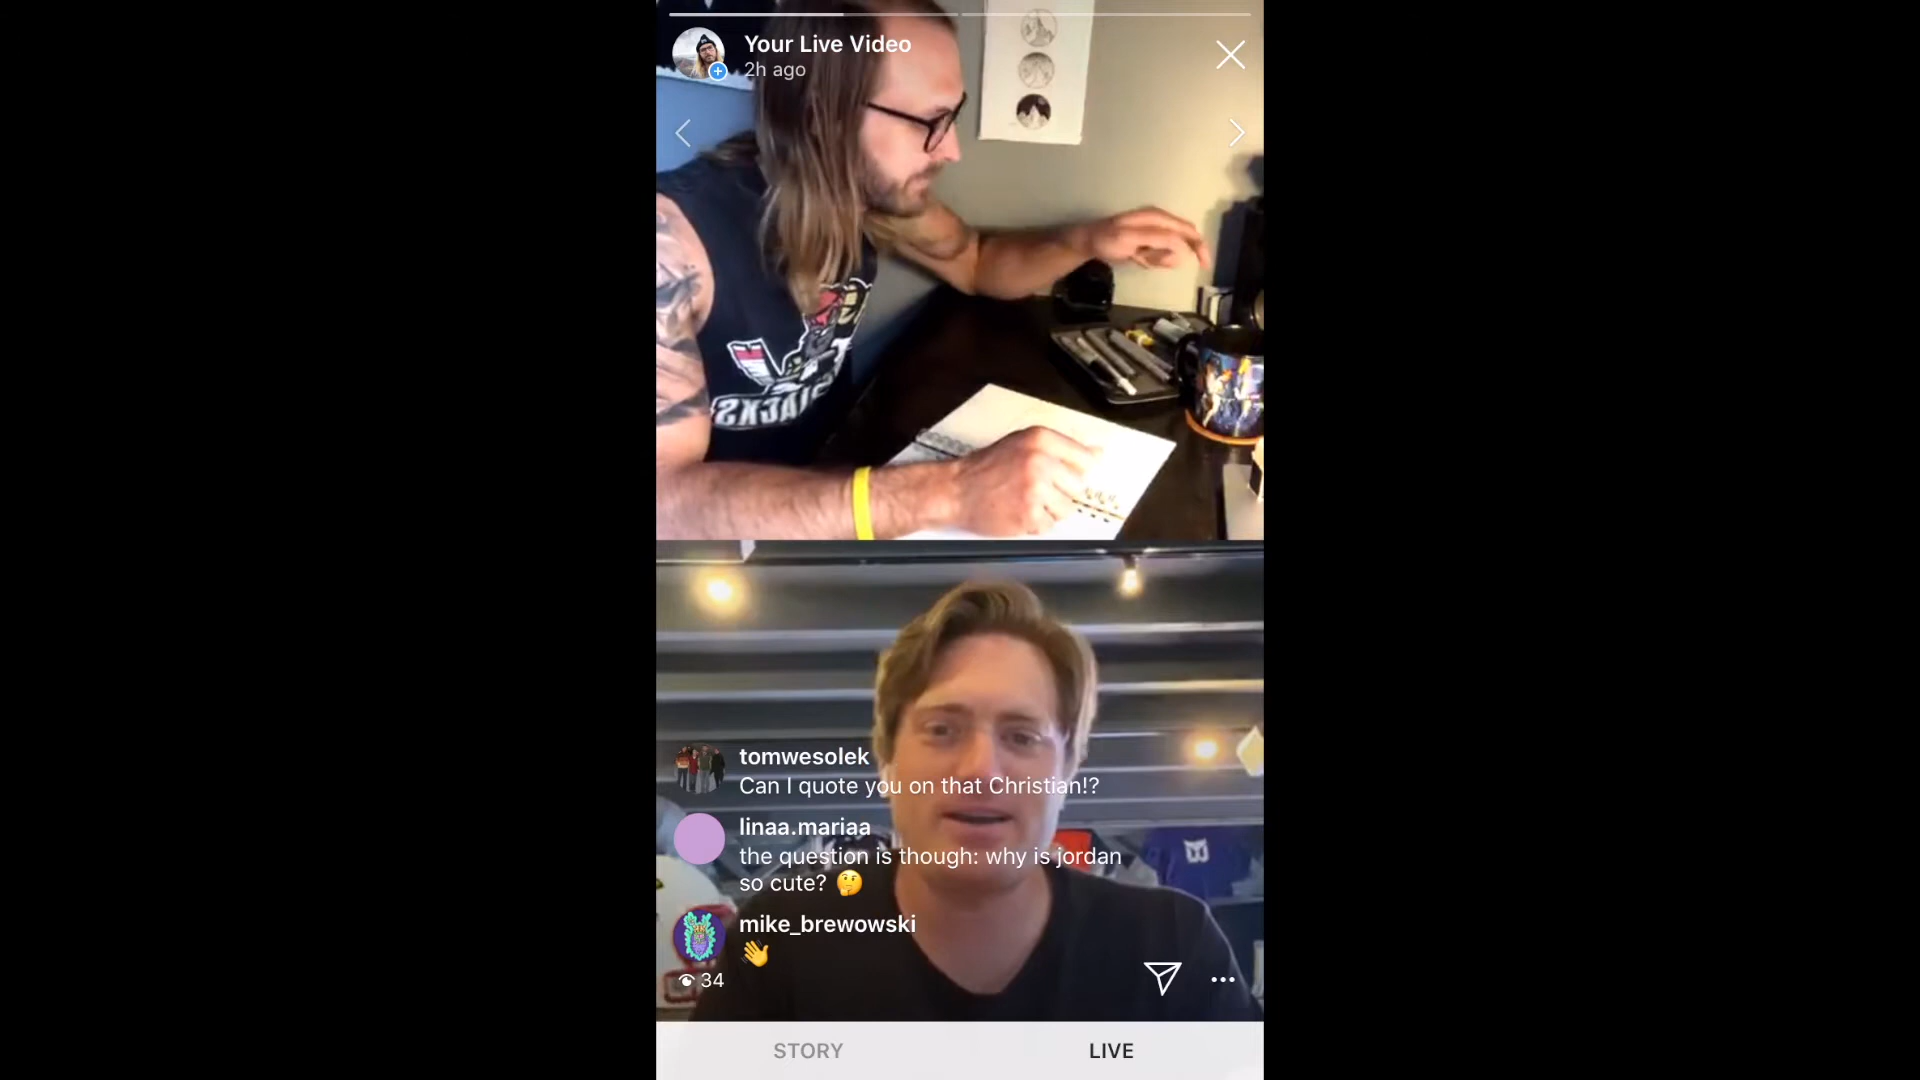 Your Live Video
2h ago
tomwesolek
Can I quote you on that Christian!?
linaa.mariaa
the question is though: why is jordan
so cute? 🤔
mike_brewowski
👋
34
STORY
LIVE